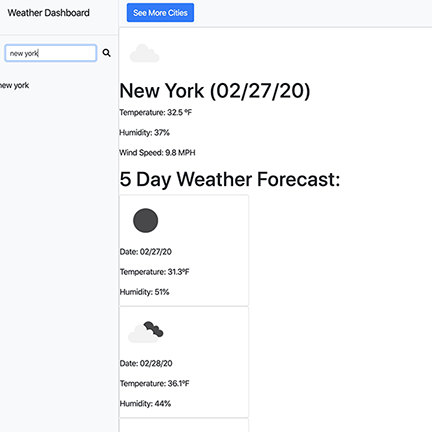 Weather Dashboard
See More Cities
new york
new york
New York (02/27/20)
Temperature: 32.5 °F
Humidity: 37%
Wind Speed: 9.8 MPH
5 Day Weather Forecast:
Date: 02/27/20
Temperature: 31.3°F
Humidity: 51%
Date: 02/28/20
Temperature: 36.1°F
Humidity: 44%